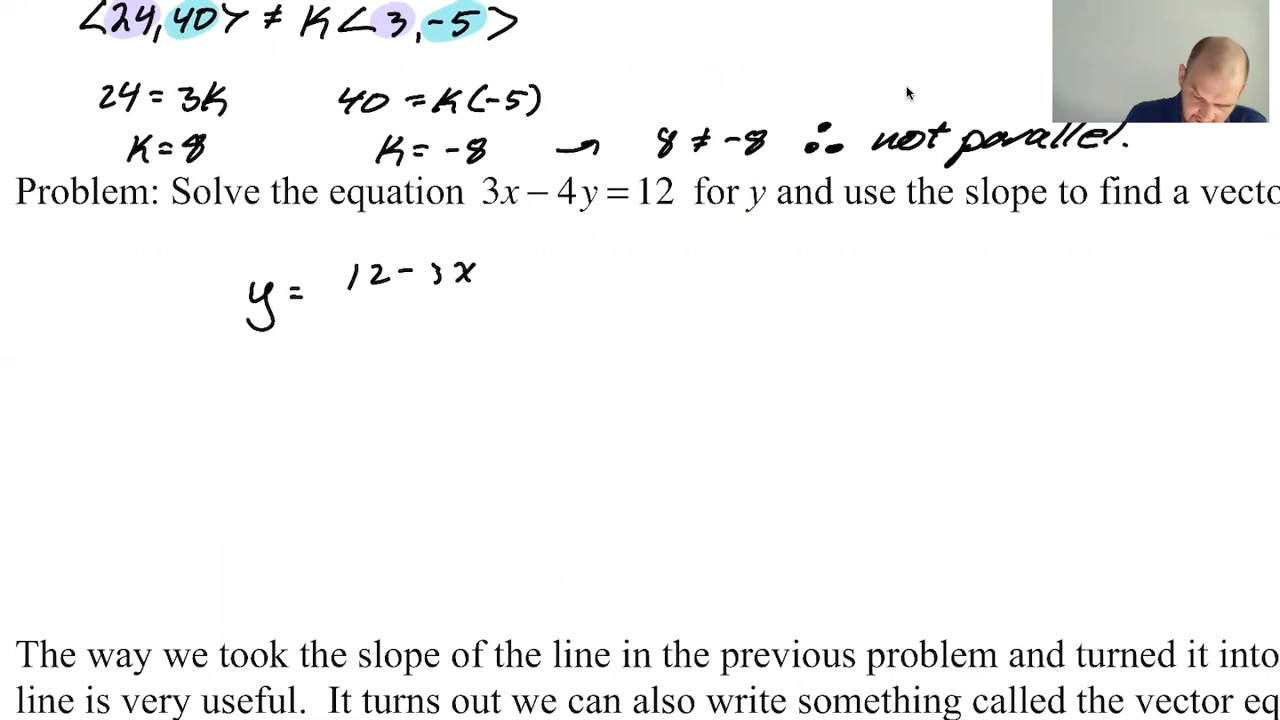 <24,40> ≠ K<3,-5>
24 = 3K 40 = K(-5)
K = 8 K = -8 → 8 ≠ -8 ∴ not parallel.
Problem: Solve the equation 3x − 4y = 12 for y and use the slope to find a vecto
y = 12 - 3x
The way we took the slope of the line in the previous problem and turned it into
line is very useful. It turns out we can also write something called the vector eq